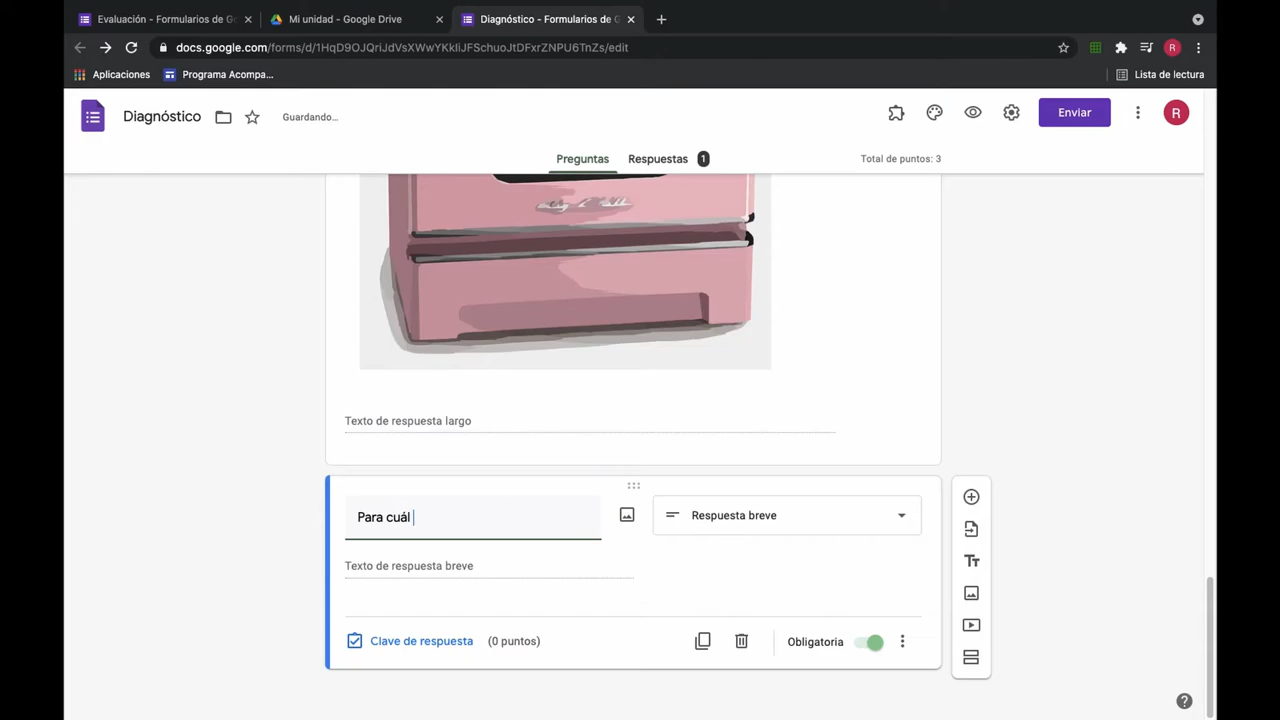 Evaluación - Formularios de Go
Mi unidad - Google Drive
Diagnóstico - Formularios de G
docs.google.com/forms/d/1HqD9OJQriJdVsXWwYKkIiJFSchuoJtDFxrZNPU6TnZs/edit
R
Aplicaciones
Programa Acompa...
Lista de lectura
Diagnóstico
Guardando...
Enviar
R
Preguntas
Respuestas
1
Total de puntos: 3
Texto de respuesta largo
Para cuál
Respuesta breve
Texto de respuesta breve
Clave de respuesta
(0 puntos)
Obligatoria